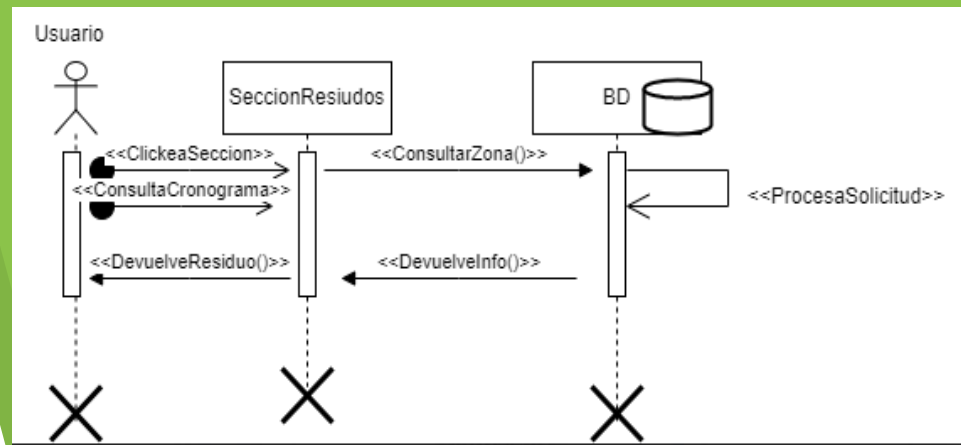 Usuario
SeccionResiudos
BD
<<ClickeaSeccion>>
<<ConsultarZona()>>
<<ConsultaCronograma>>
<<ProcesaSolicitud>>
<<DevuelveResiduo()>>
<<DevuelveInfo()>>